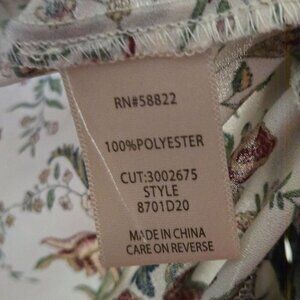 RN#58822
100%POLYESTER
CUT:3002675
STYLE
8701D20
MADE IN CHINA
CARE ON REVERSE